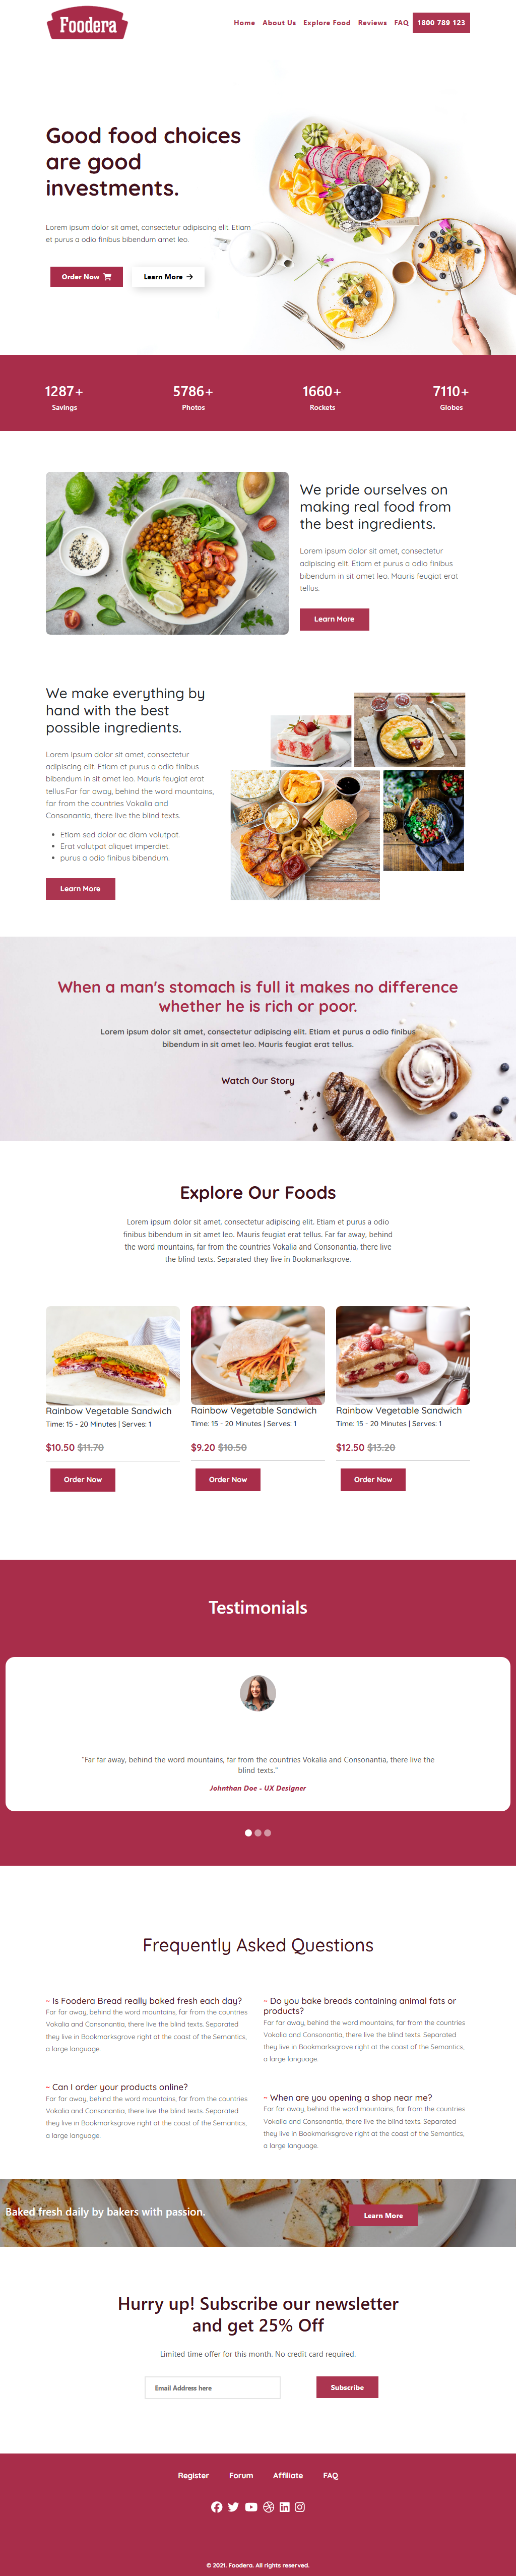 Foodera
Home About Us Explore Food Reviews FAQ 1800 789 123
Good food choices
are good
investments.
Lorem ipsum dolor sit amet, consectetur adipiscing elit. Etiam
et purus a odio finibus bibendum amet leo.
Order Now Learn More
1287+ 5786+ 1660+ 7110+
Savings Photos Rockets Globes
We pride ourselves on
making real food from
the best ingredients.
Lorem ipsum dolor sit amet, consectetur
adipiscing elit. Etiam et purus a odio finibus
bibendum in sit amet leo. Mauris feugiat erat
tellus.
Learn More
We make everything by
hand with the best
possible ingredients.
Lorem ipsum dolor sit amet, consectetur
adipiscing elit. Etiam et purus a odio finibus
bibendum in sit amet leo. Mouris feugiat erat
tellus.Far far away, behind the word mountains,
far from the countries Vokalia and
Consonantia, there live the blind texts.
• Etiam sed dolor ac diam volutpat.
• Erat volutpat aliquet imperdiet.
• purus a odio finibus bibendum.
Learn More
When a man's stomach is full it makes no difference
whether he is rich or poor.
Lorem ipsum dolor sit amet, consectetur adipiscing elit. Etiam et purus a odio finibus
bibendum in sit amet leo. Mauris feugiat erat tellus.
Watch Our Story
Explore Our Foods
Lorem ipsum dolor sit amet, consectetur adipiscing elit. Etiam et purus a odio
finibus bibendum in sit amet leo. Mauris feugiat erat tellus. Far far away, behind
the word mountains, far from the countries Vokalia and Consonantia, there live
the blind texts. Separated they live in Bookmarksgrove.
Rainbow Vegetable Sandwich
Time: 15 - 20 Minutes | Serves: 1
$10.50 $11.70
Order Now
Rainbow Vegetable Sandwich
Time: 15 - 20 Minutes | Serves: 1
$9.20 $10.50
Order Now
Rainbow Vegetable Sandwich
Time: 15 - 20 Minutes | Serves: 1
$12.50 $13.20
Order Now
Testimonials
"Far far away, behind the word mountains, far from the countries Vokalia and Consonantia, there live the
blind texts."
Johnthan Doe - UX Designer
Frequently Asked Questions
~ Is Foodera Bread really baked fresh each day?
Far far away, behind the word mountains, far from the countries
Vokalia and Consonantia, there live the blind texts. Separated
they live in Bookmarksgrove right at the coast of the Semantics,
a large language.
~ Do you bake breads containing animal fats or
products?
Far far away, behind the word mountains, far from the countries
Vokalia and Consonantia, there live the blind texts. Separated
they live in Bookmarksgrove right at the coast of the Semantics,
a large language.
~ Can I order your products online?
Far far away, behind the word mountains, far from the countries
Vokalia and Consonantia, there live the blind texts. Separated
they live in Bookmarksgrove right at the coast of the Semantics,
a large language.
~ When are you opening a shop near me?
Far far away, behind the word mountains, far from the countries
Vokalia and Consonantia, there live the blind texts. Separated
they live in Bookmarksgrove right at the coast of the Semantics,
a large language.
Baked fresh daily by bakers with passion.
Learn More
Hurry up! Subscribe our newsletter
and get 25% Off
Limited time offer for this month. No credit card required.
Email Address here
Subscribe
Register Forum Affiliate FAQ
© 2021. Foodera. All rights reserved.